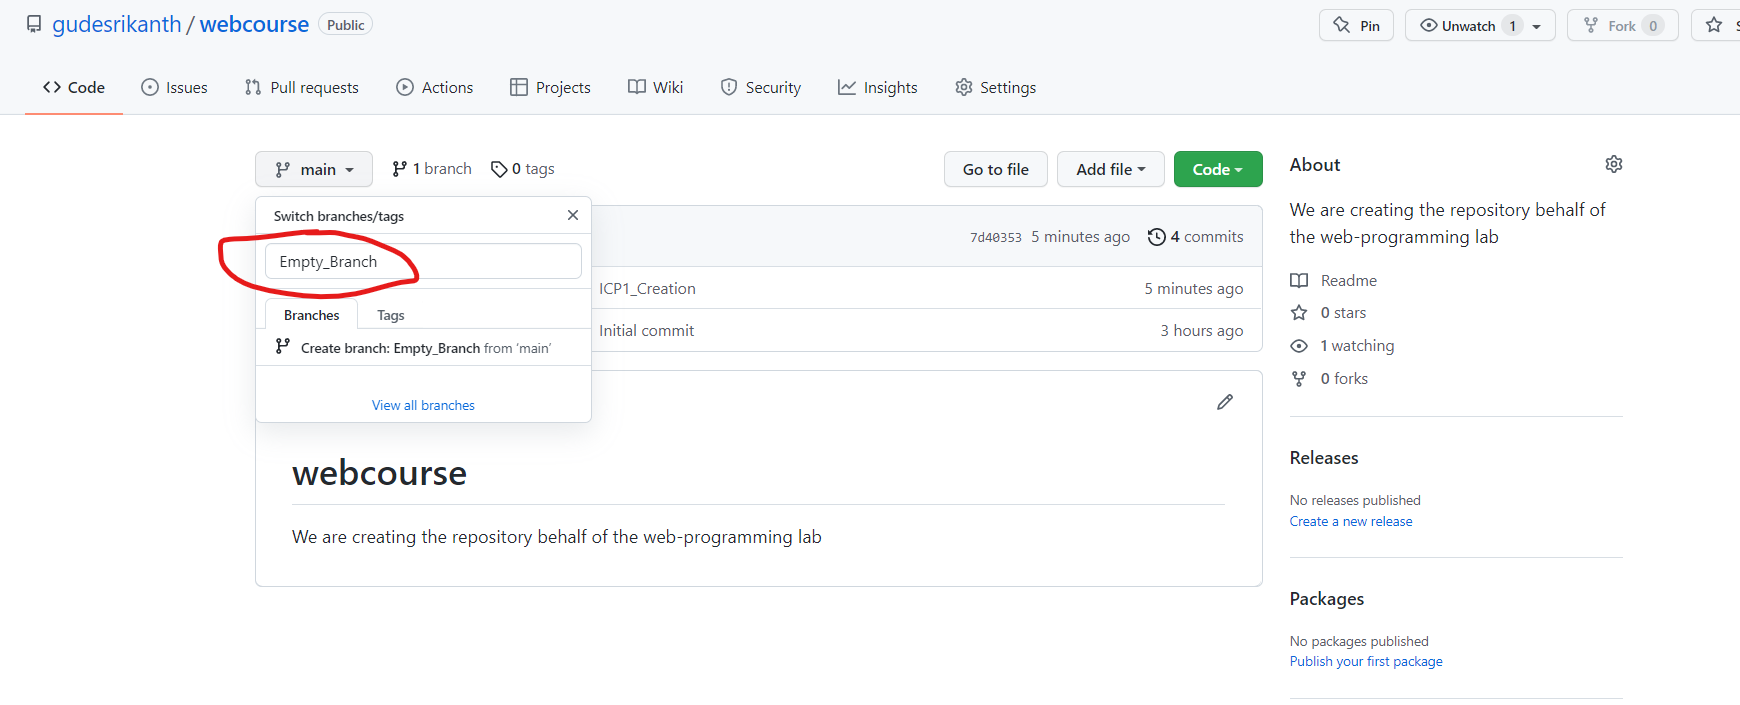 gudesrikanth / webcourse Public
Pin
Unwatch 1
Fork 0
Code
Issues
Pull requests
Actions
Projects
Wiki
Security
Insights
Settings
main
1 branch
0 tags
Go to file
Add file
Code
Switch branches/tags
Empty_Branch
Branches
Tags
Create branch: Empty_Branch from ‘main’
View all branches
7d40353 5 minutes ago
4 commits
ICP1_Creation
5 minutes ago
Initial commit
3 hours ago
webcourse
We are creating the repository behalf of the web-programming lab
About
We are creating the repository behalf of
the web-programming lab
Readme
0 stars
1 watching
0 forks
Releases
No releases published
Create a new release
Packages
No packages published
Publish your first package